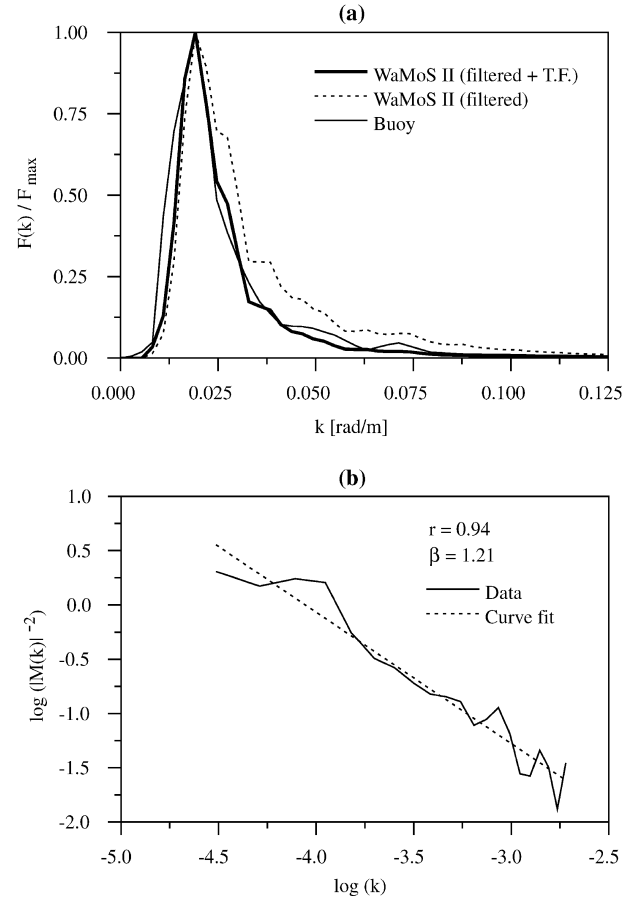 (a)
1.00
0.75
0.50
0.25
0.00
F(k) / F max
WaMoS II (filtered + T.F.)
WaMoS II (filtered)
Buoy
0.000 0.025 0.050 0.075 0.100 0.125
k [rad/m]
(b)
1.0
0.5
0.0
-0.5
-1.0
-1.5
-2.0
log (|M(k)| -2)
r = 0.94
β = 1.21
Data
Curve fit
-5.0 -4.5 -4.0 -3.5 -3.0 -2.5
log (k)